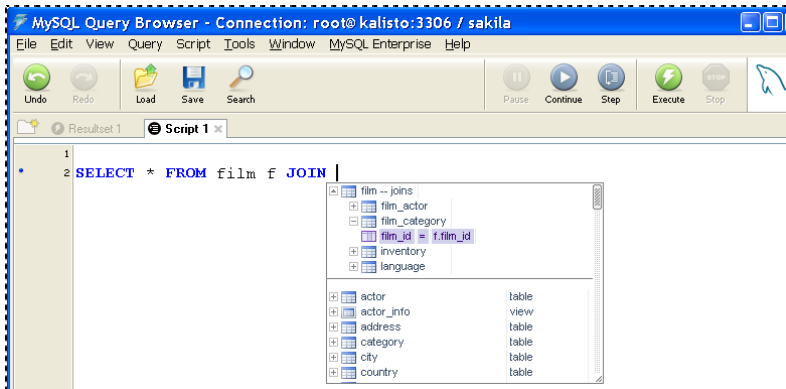 MySQL Query Browser - Connection: root@kalisto:3306 / sakila
File Edit View Query Script Tools Window MySQL Enterprise Help
Undo Redo Load Save Search Pause Continue Step Execute Stop
Resultset 1 Script 1
1
2 SELECT * FROM film f JOIN
film -- joins
film_actor
film_category
film_id = f.film_id
inventory
language
actor table
actor_info view
address table
category table
city table
country table